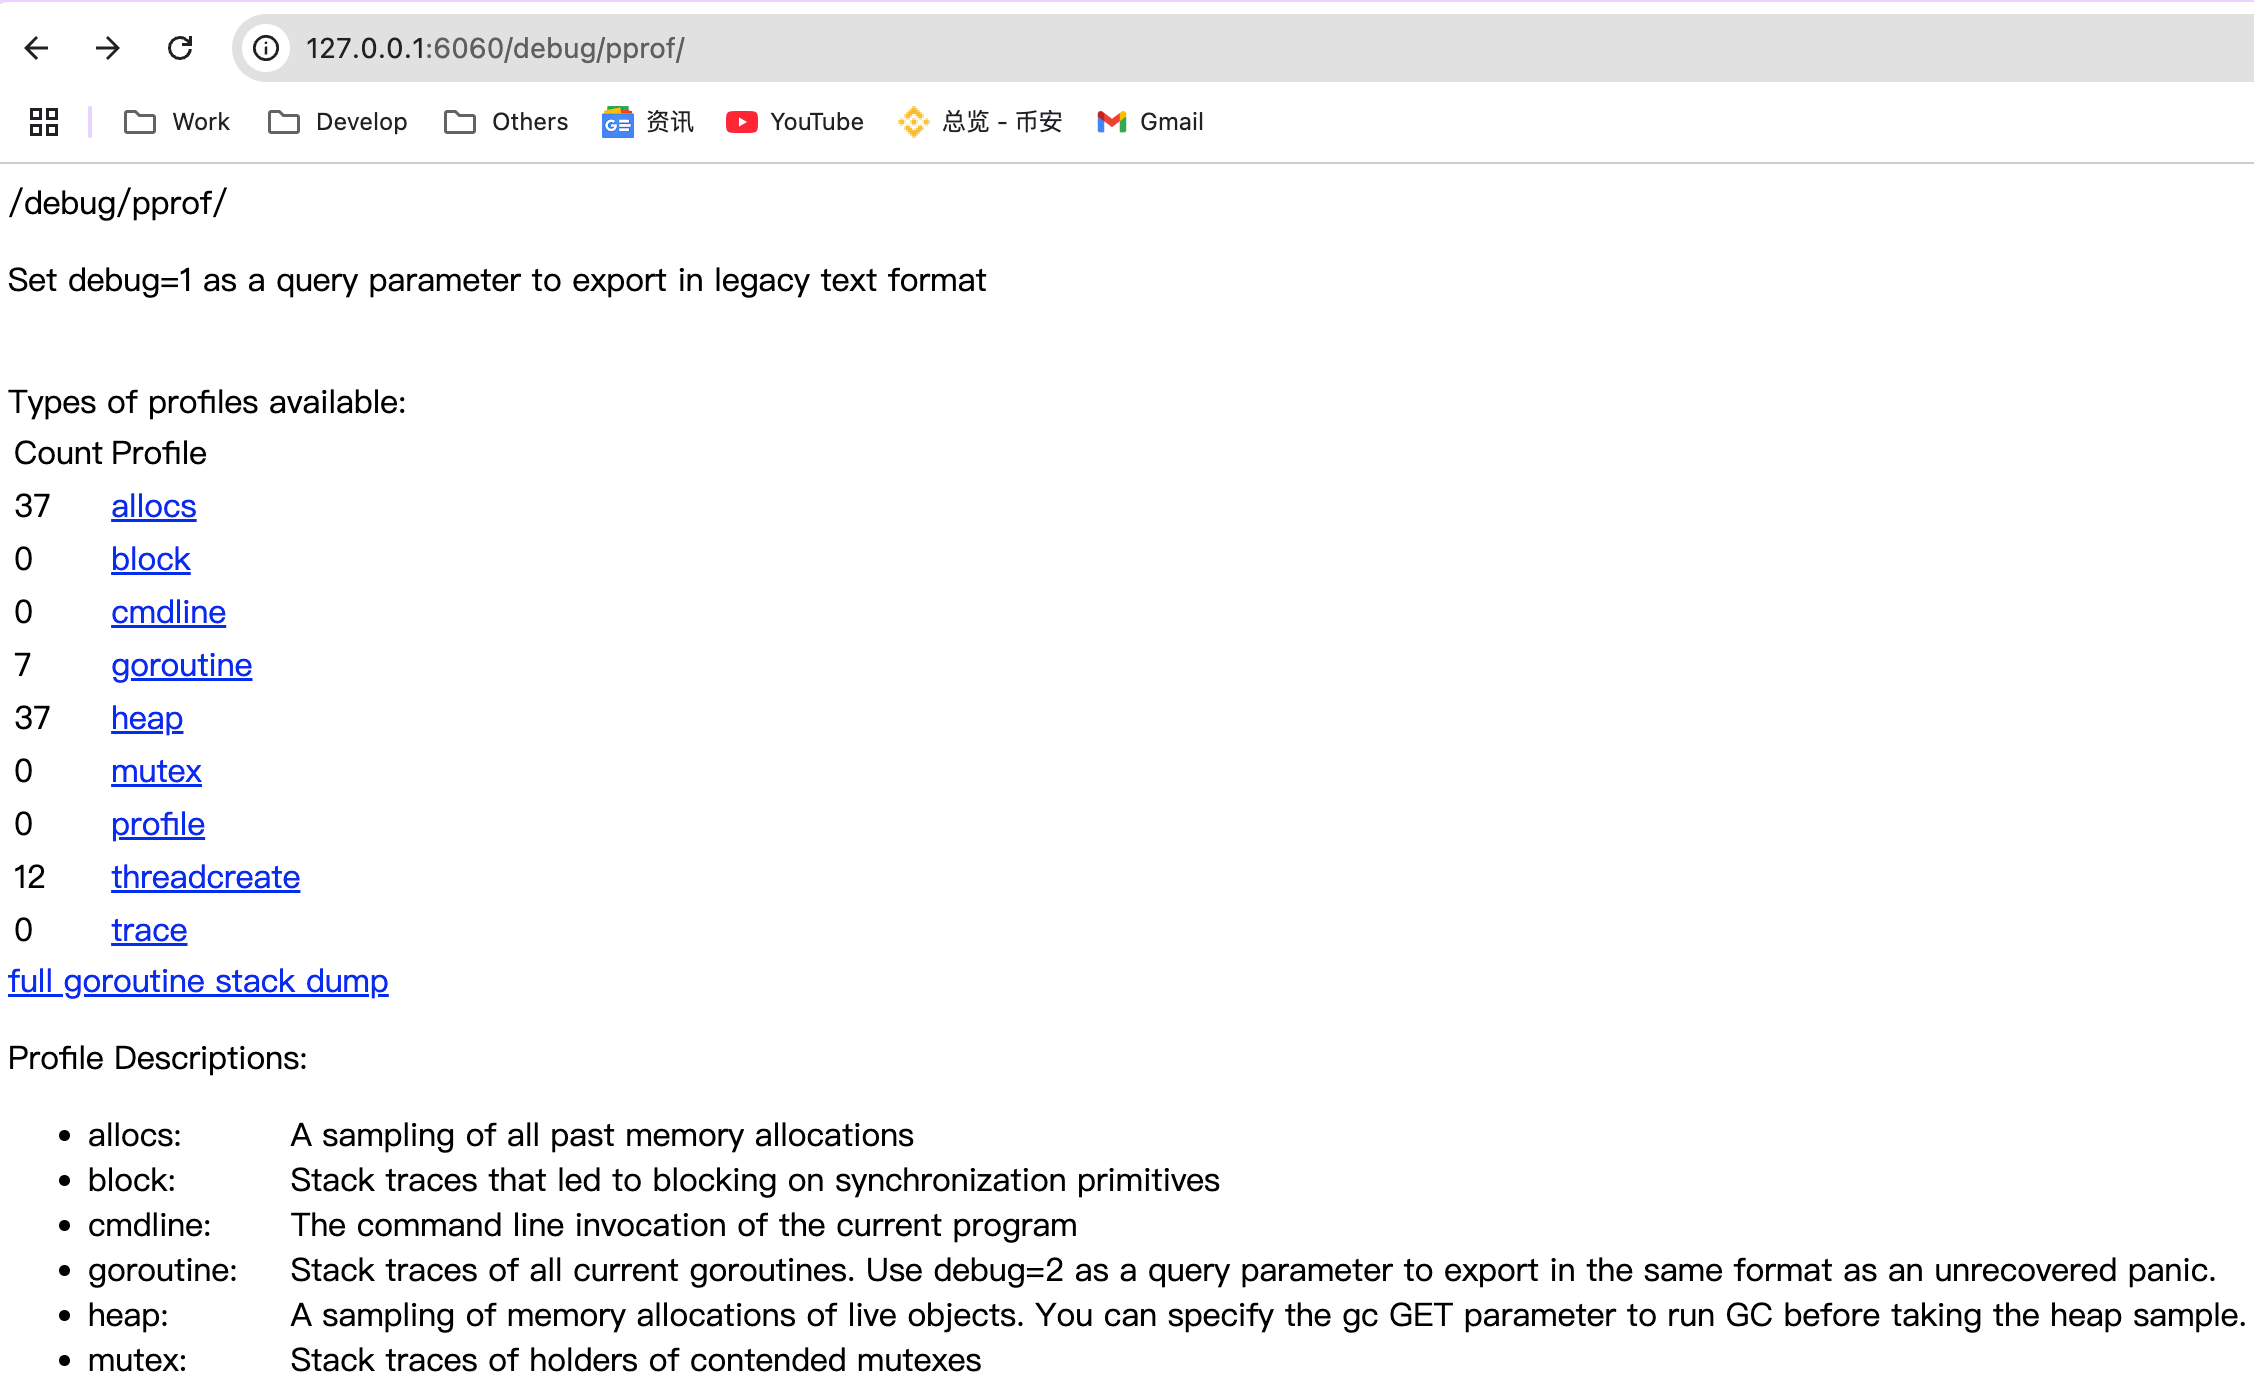 127.0.0.1:6060/debug/pprof/
Work Develop Others GE 资讯 YouTube 总览 - 币安 Gmail
/debug/pprof/
Set debug=1 as a query parameter to export in legacy text format
Types of profiles available:
Count Profile
37 allocs
0 block
0 cmdline
7 goroutine
37 heap
0 mutex
0 profile
12 threadcreate
0 trace
full goroutine stack dump
Profile Descriptions:
• allocs: A sampling of all past memory allocations
• block: Stack traces that led to blocking on synchronization primitives
• cmdline: The command line invocation of the current program
• goroutine: Stack traces of all current goroutines. Use debug=2 as a query parameter to export in the same format as an unrecovered panic.
• heap: A sampling of memory allocations of live objects. You can specify the gc GET parameter to run GC before taking the heap sample.
• mutex: Stack traces of holders of contended mutexes